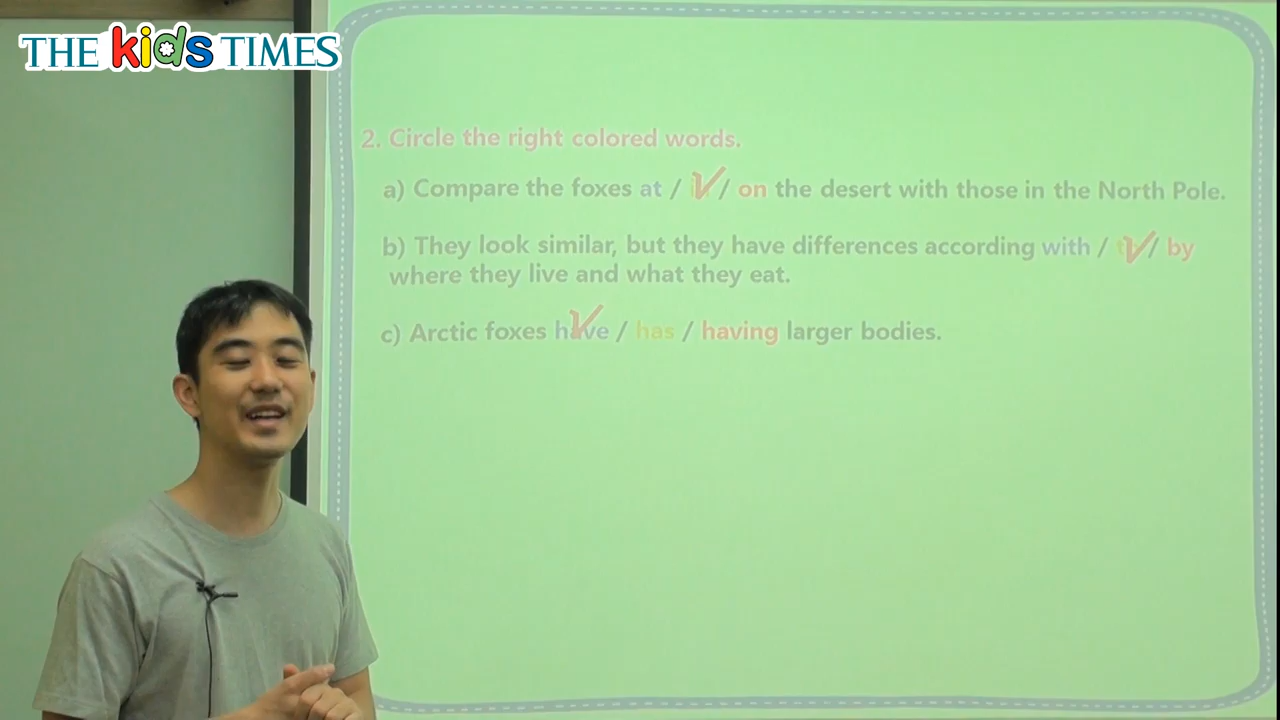 THE kids TIMES
2. Circle the right colored words.
a) Compare the foxes at / / on the desert with those in the North Pole.
b) They look similar, but they have differences according with / / by
where they live and what they eat.
c) Arctic foxes have / has / having larger bodies.